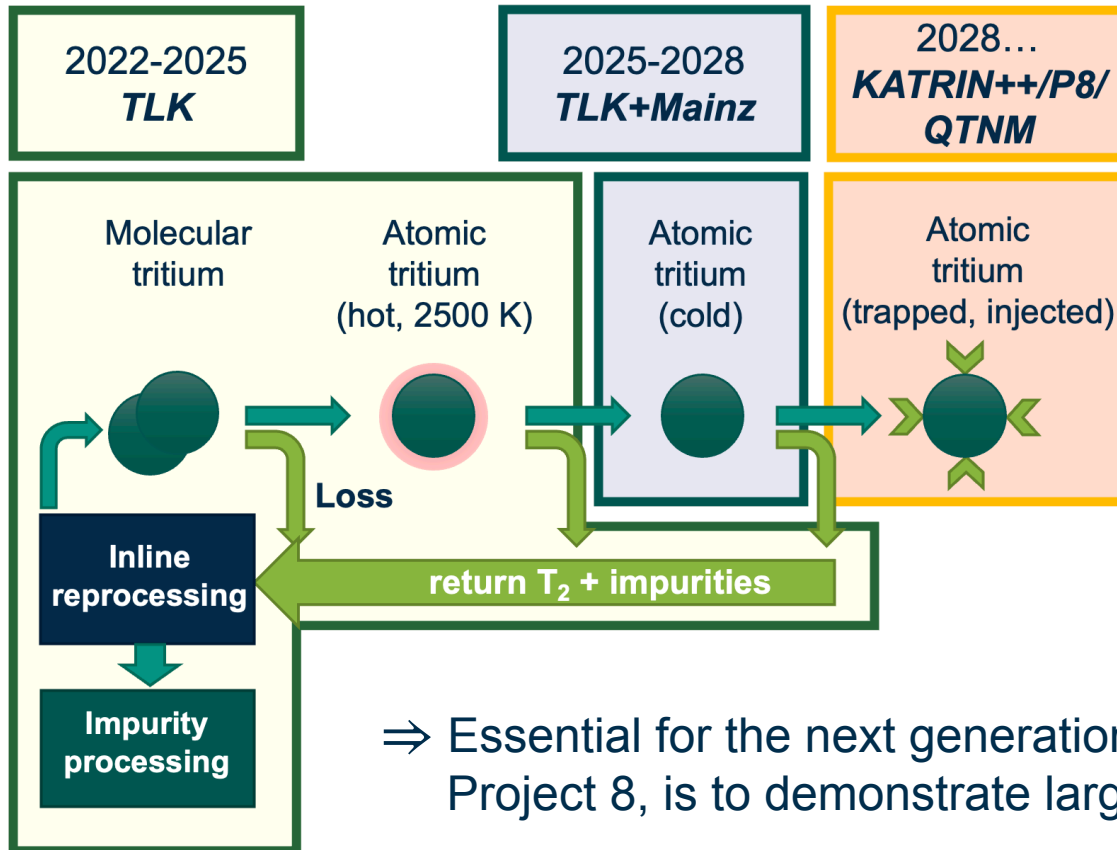 2022-2025
TLK
2025-2028
TLK+Mainz
2028...
KATRIN++/P8/
QTNM
Molecular
tritium
Atomic
tritium
(hot, 2500 K)
Atomic
tritium
(cold)
Atomic
tritium
(trapped, injected)
Loss
Inline
reprocessing
return T₂ + impurities
Impurity
processing
⇒ Essential for the next generation
Project 8, is to demonstrate larg